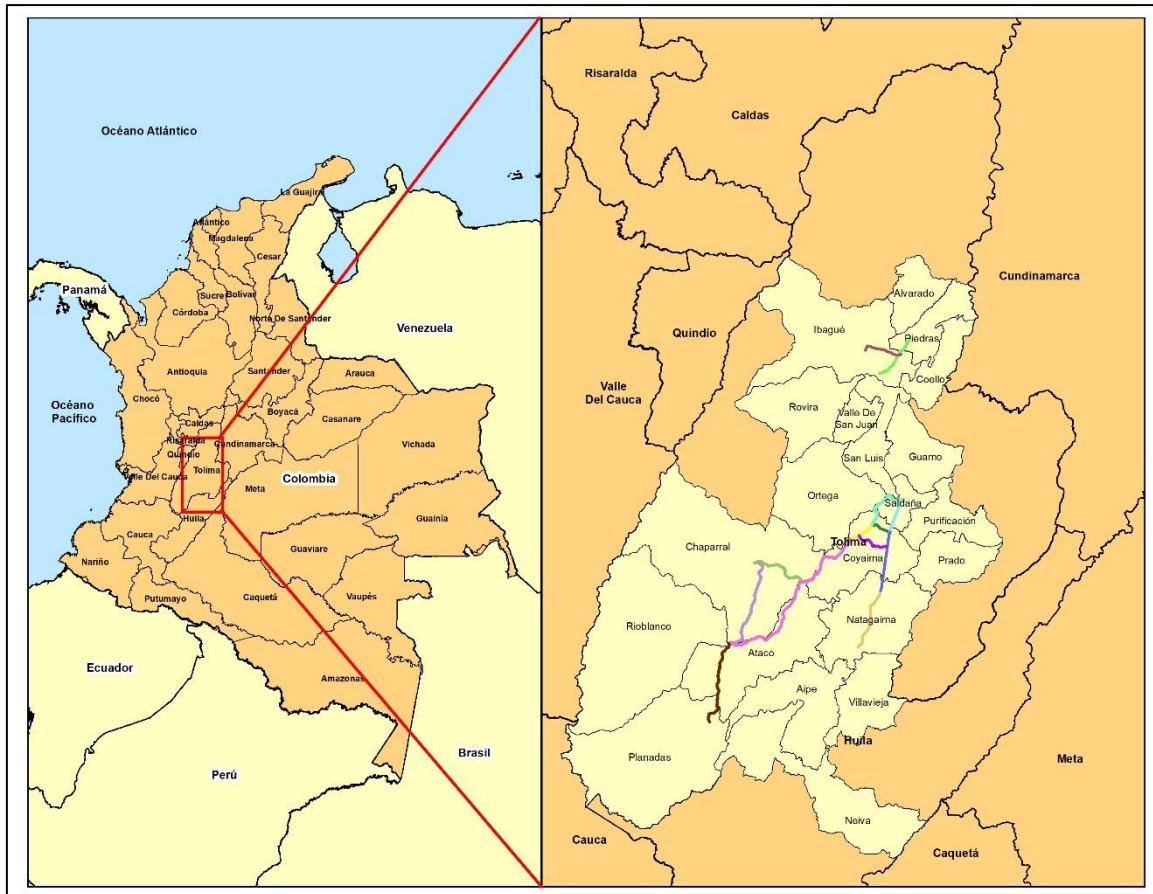 Océano Atlántico
La Guajira
Atlántico
Magdalena
Cesar
Panamá
Sucre
Bolívar
Córdoba
Norte De Santander
Venezuela
Antioquia
Santander
Arauca
Océano
Pacífico
Chocó
Boyacá
Casanare
Caldas
Risaralda
Cundinamarca
Vichada
Quindío
Tolima
Valle Del Cauca
Meta
Colombia
Huila
Guainía
Cauca
Guaviare
Nariño
Caquetá
Vaupés
Putumayo
Ecuador
Amazonas
Brasil
Perú
Risaralda
Caldas
Cundinamarca
Alvarado
Quindío
Ibagué
Piedras
Coello
Valle
Del Cauca
Rovira
Valle De
San Juan
San Luis
Guamo
Ortega
Saldaña
Purificación
Tolima
Chaparral
Coyaima
Prado
Rioblanco
Natagaima
Ataco
Aipe
Villavieja
Huila
Planadas
Meta
Neiva
Cauca
Caquetá